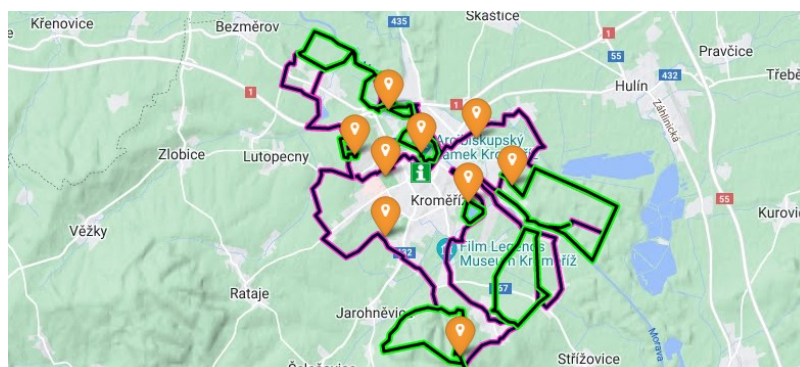 Křenovice
Bezměrov
435
Skaštice
1
Pravčice
55
432
Třebě
Hulín
1
1
Záhlinická
Arcibiskupský
zámek Kroměříž
Zlobice
Lutopecny
i
Kroměříž
55
Kurovi
Věžky
432
Film Legends
Museum Kroměříž
Rataje
Jarohněvice
Morava
Střížovice